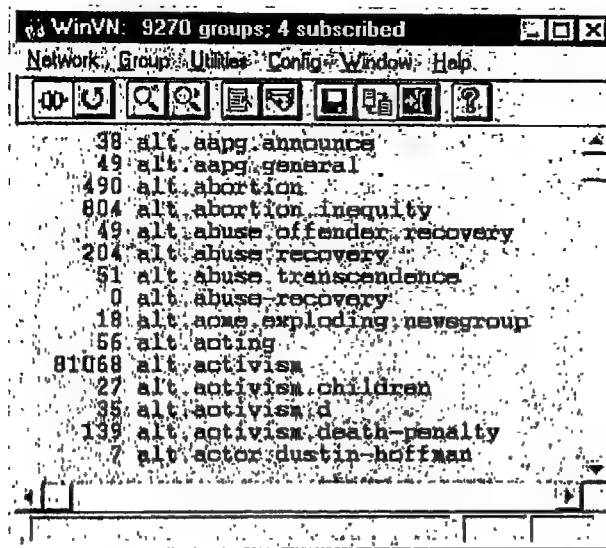 WinVN: 9270 groups; 4 subscribed
Network Group Utilities Config Window Help
38 alt.aapg.announce
49 alt.aapg.general
490 alt.abortion
804 alt.abortion.inequity
49 alt.abuse.offender.recovery
204 alt.abuse.recovery
51 alt.abuse.transcendence
0 alt.abuse-recovery
18 alt.acme.exploding.newsgroup
56 alt.acting
81068 alt.activism
27 alt.activism.children
35 alt.activism.d
139 alt.activism.death-penalty
7 alt.actor.dustin-hoffman